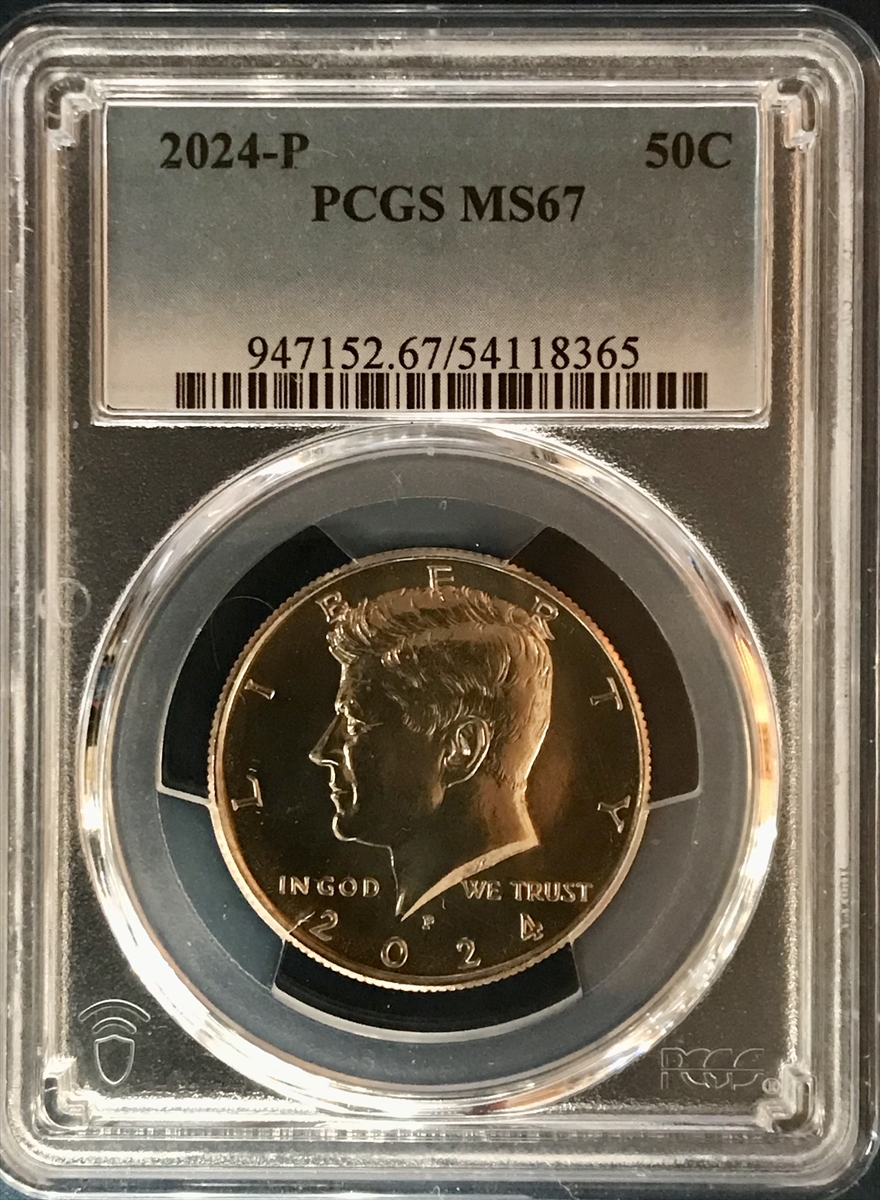 2024-P 50C
PCGS MS67
947152.67/54118365
LIBERTY
IN GOD WE TRUST
P
2024
PCGS